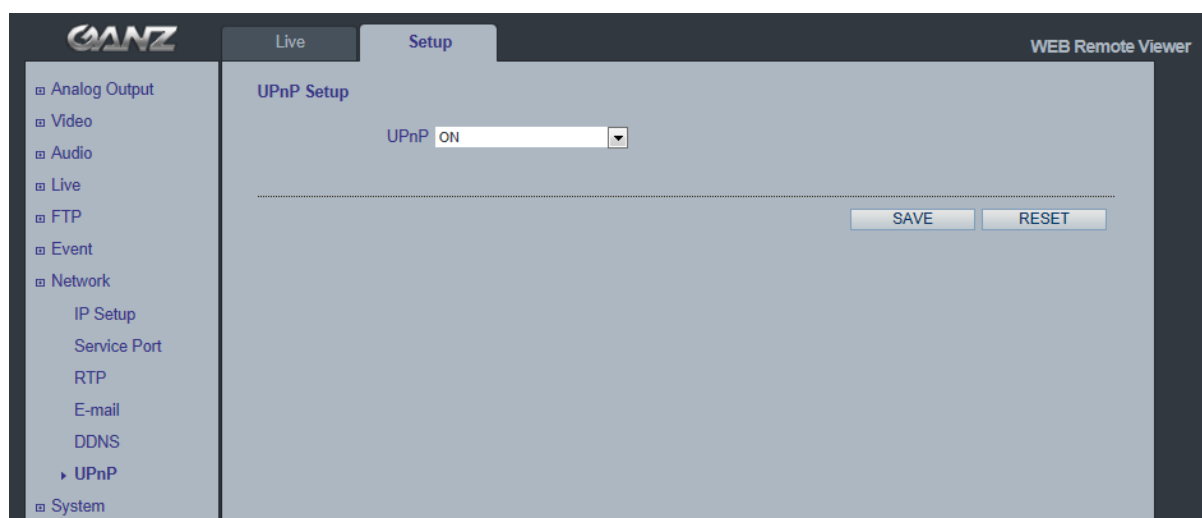 GANZ
Live
Setup
WEB Remote Viewer
Analog Output
Video
Audio
Live
FTP
Event
Network
IP Setup
Service Port
RTP
E-mail
DDNS
UPnP
System
UPnP Setup
UPnP ON
SAVE
RESET